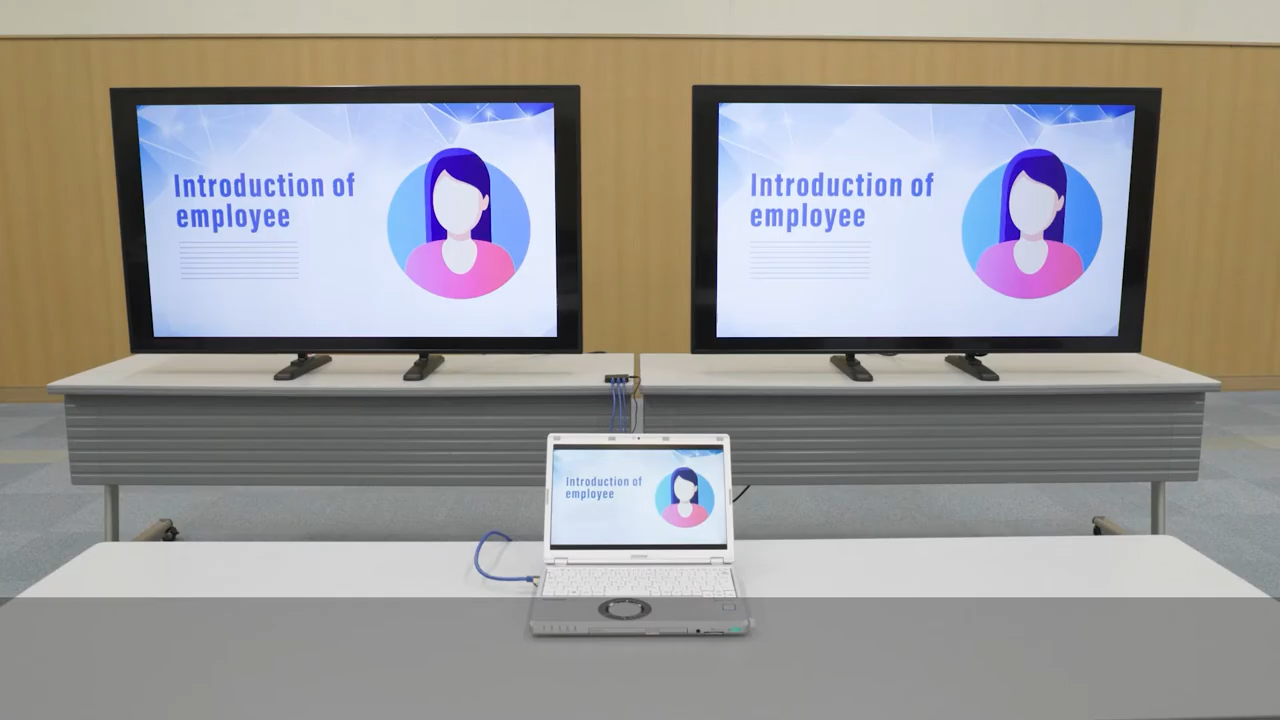 Introduction of
employee
Introduction of
employee
Introduction of
employee